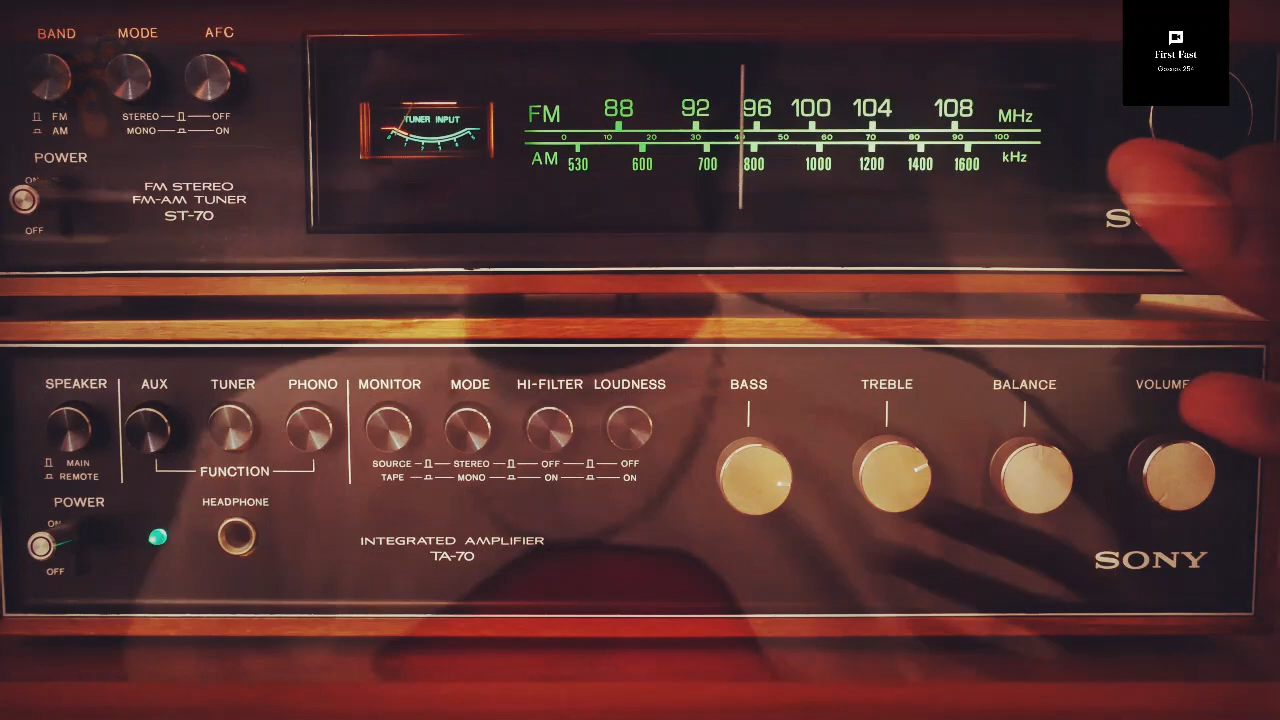 BAND MODE AFC
FM STEREO OFF
AM MONO ON
POWER
ON
OFF
FM STEREO
FM-AM TUNER
ST-70
TUNER INPUT
FM 88 92 96 100 104 108 MHz
0 10 20 30 40 50 60 70 80 90 100
AM 530 600 700 800 1000 1200 1400 1600 kHz
First Fast
Gossips 254
SPEAKER AUX TUNER PHONO MONITOR MODE HI-FILTER LOUDNESS BASS TREBLE BALANCE VOLUME
MAIN
REMOTE
FUNCTION
SOURCE STEREO OFF OFF
TAPE MONO ON ON
POWER
ON
OFF
HEADPHONE
INTEGRATED AMPLIFIER
TA-70
SONY